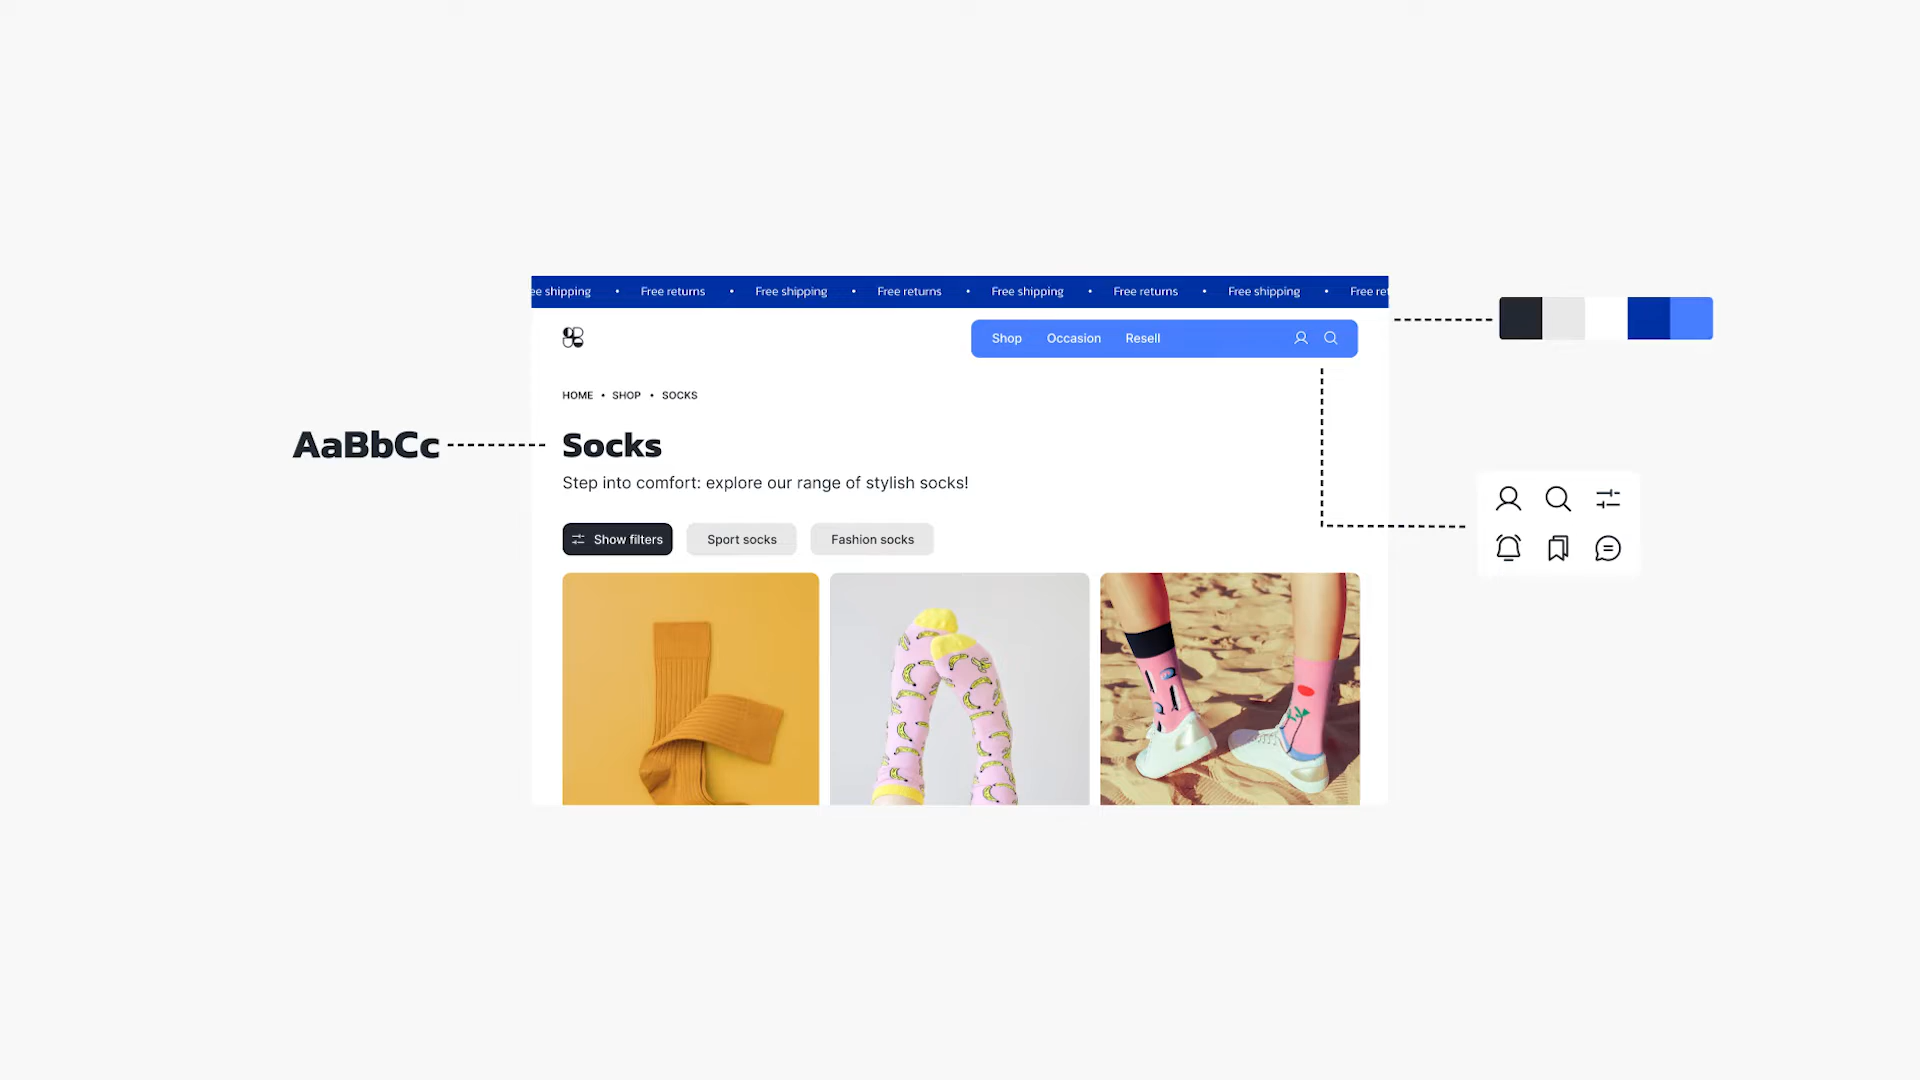 ee shipping • Free returns • Free shipping • Free returns • Free shipping • Free returns • Free shipping • Free ret
Shop Occasion Resell
HOME • SHOP • SOCKS
AaBbCc
Socks
Step into comfort: explore our range of stylish socks!
Show filters Sport socks Fashion socks